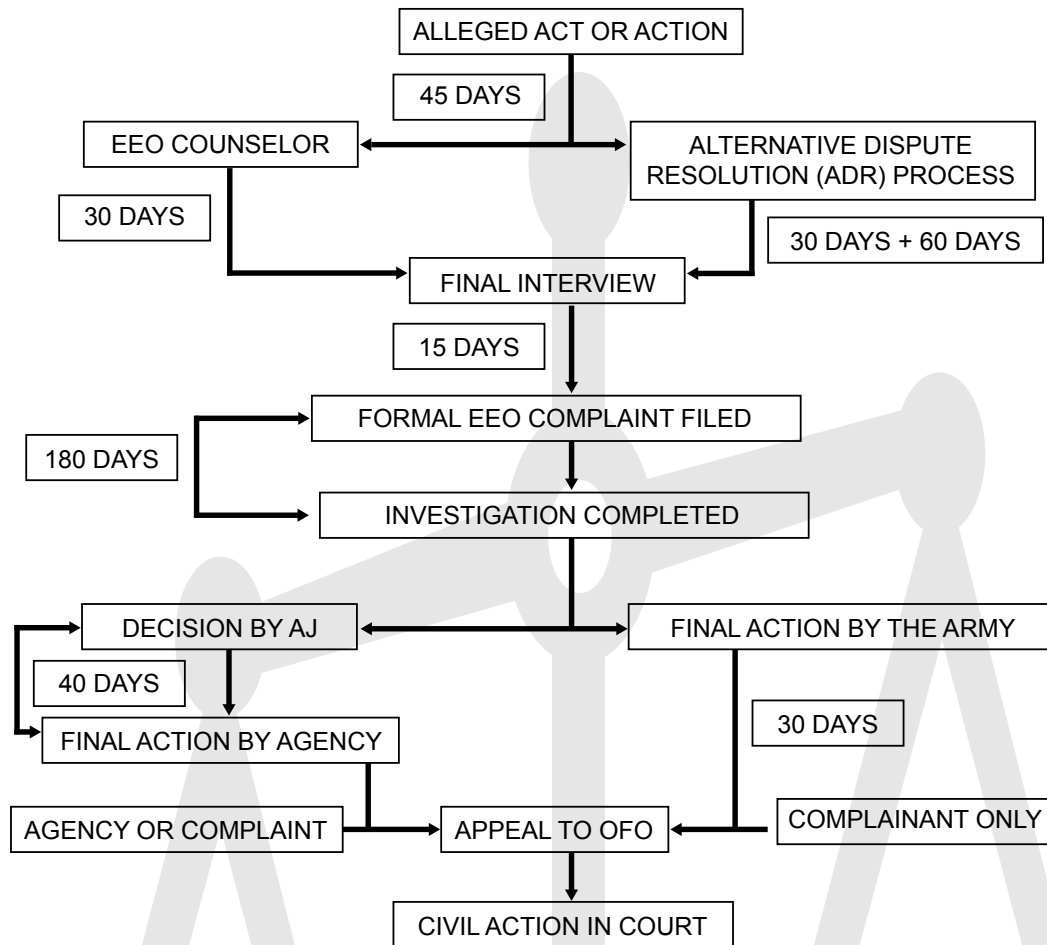 ALLEGED ACT OR ACTION
45 DAYS
EEO COUNSELOR
ALTERNATIVE DISPUTE
RESOLUTION (ADR) PROCESS
30 DAYS
30 DAYS + 60 DAYS
FINAL INTERVIEW
15 DAYS
FORMAL EEO COMPLAINT FILED
180 DAYS
INVESTIGATION COMPLETED
DECISION BY AJ
FINAL ACTION BY THE ARMY
40 DAYS
30 DAYS
FINAL ACTION BY AGENCY
AGENCY OR COMPLAINT
APPEAL TO OFO
COMPLAINANT ONLY
CIVIL ACTION IN COURT